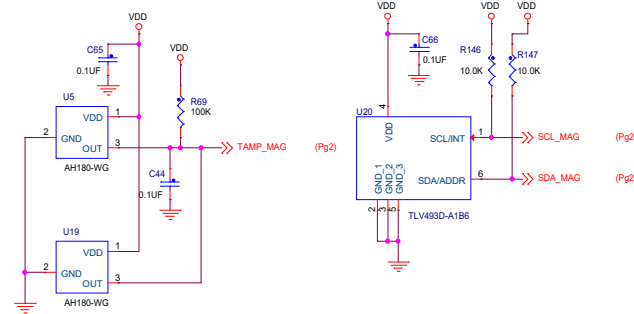 VDD
C65
0.1UF
VDD
R69
100K
U5
VDD
1
2
GND
OUT
3
AH180-WG
TAMP_MAG
(Pg2)
C44
0.1UF
U19
VDD
1
2
GND
OUT
3
AH180-WG
VDD
C66
0.1UF
VDD
VDD
R146
10.0K
R147
10.0K
U20
4
VDD
SCL/INT
1
SCL_MAG
(Pg2
SDA/ADDR
6
SDA_MAG
(Pg2
GND_1
GND_2
GND_3
2
3
5
TLV493D-A1B6